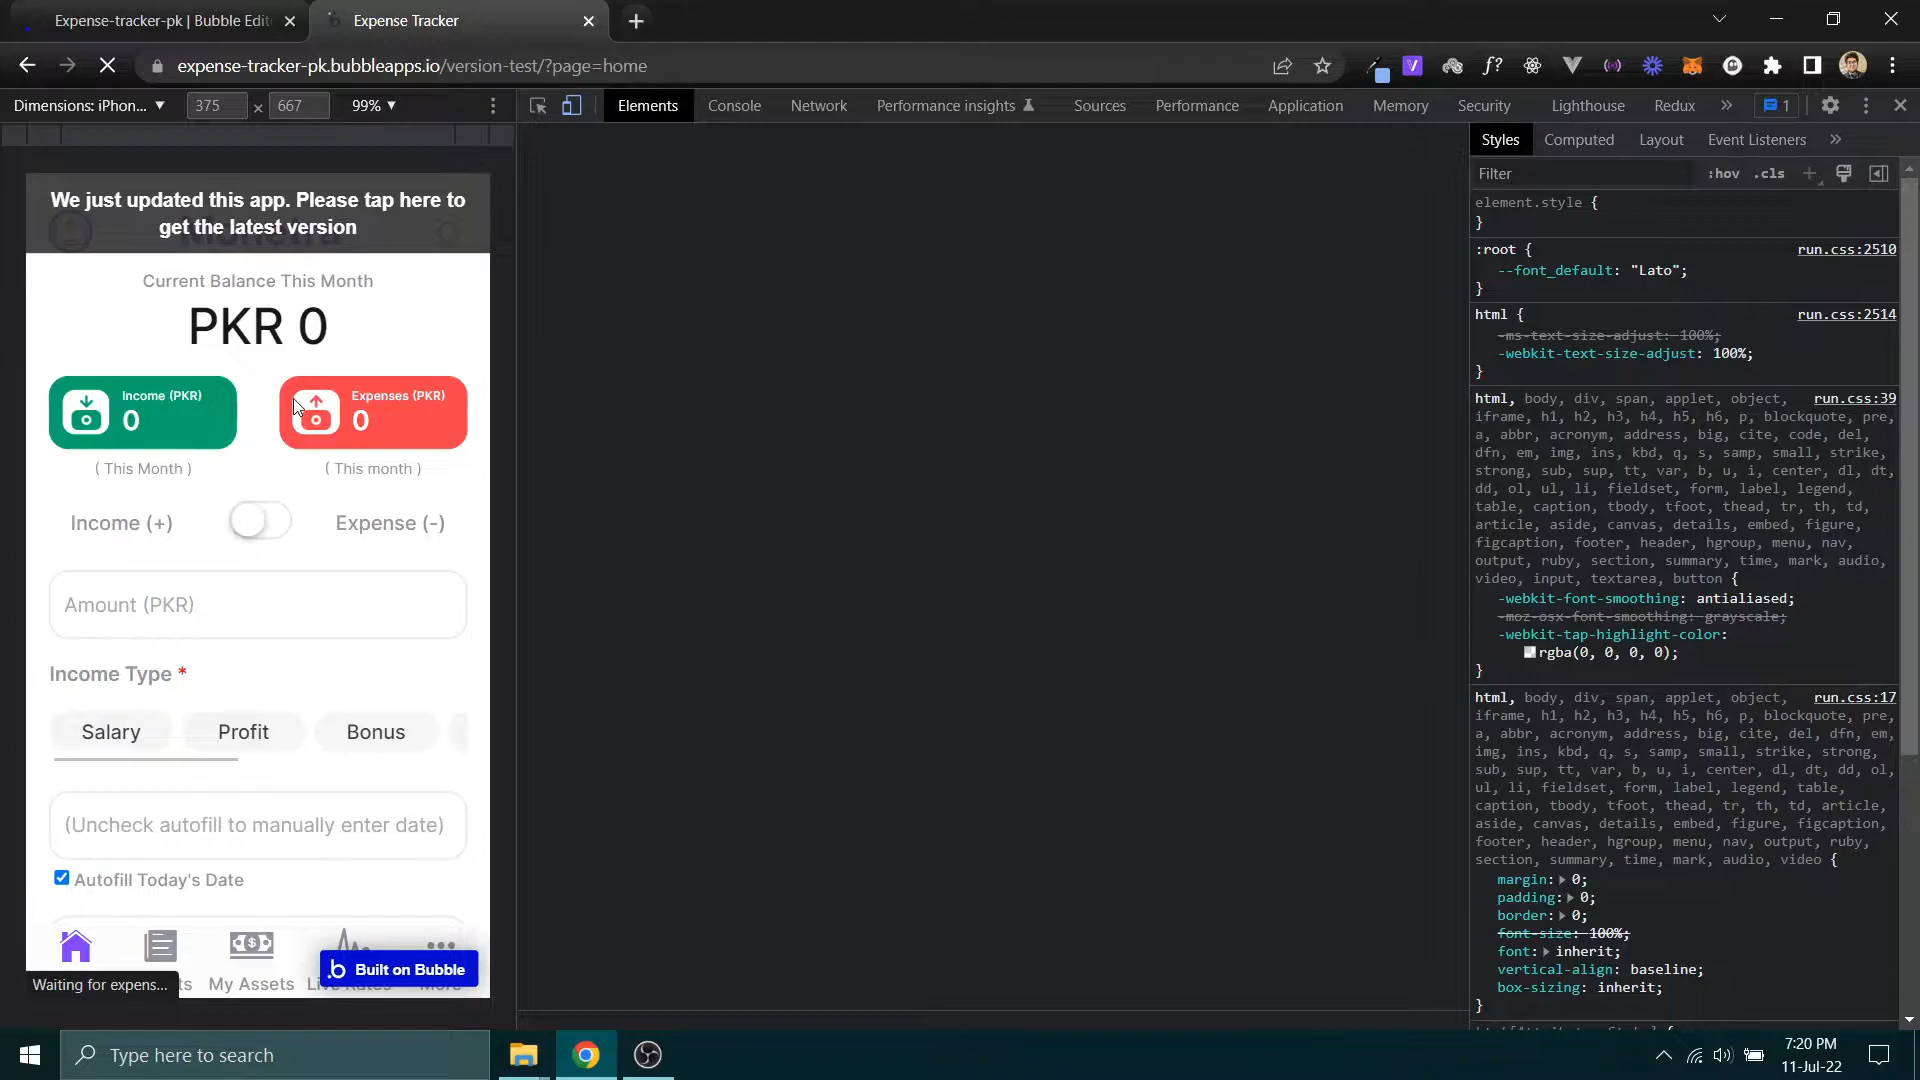 Expense-tracker-pk | Bubble Edit
Expense Tracker
expense-tracker-pk.bubbleapps.io/version-test/?page=home
Dimensions: iPhon... ▼
375
×
667
99% ▼
Elements
Console
Network
Performance insights
Sources
Performance
Application
Memory
Security
Lighthouse
Redux
»
1
We just updated this app. Please tap here to
get the latest version
Current Balance This Month
PKR 0
Income (PKR)
0
Expenses (PKR)
0
( This Month )
( This month )
Income (+)
Expense (-)
Amount (PKR)
Income Type *
Salary
Profit
Bonus
(Uncheck autofill to manually enter date)
Autofill Today's Date
My Assets
Built on Bubble
Waiting for expens...
Styles
Computed
Layout
Event Listeners
»
Filter
:hov
.cls
element.style {
}
:root {
run.css:2510
--font_default: "Lato";
}
html {
run.css:2514
-ms-text-size-adjust: 100%;
-webkit-text-size-adjust: 100%;
}
html, body, div, span, applet, object,
run.css:39
iframe, h1, h2, h3, h4, h5, h6, p, blockquote, pre,
a, abbr, acronym, address, big, cite, code, del,
dfn, em, img, ins, kbd, q, s, samp, small, strike,
strong, sub, sup, tt, var, b, u, i, center, dl, dt,
dd, ol, ul, li, fieldset, form, label, legend,
table, caption, tbody, tfoot, thead, tr, th, td,
article, aside, canvas, details, embed, figure,
figcaption, footer, header, hgroup, menu, nav,
output, ruby, section, summary, time, mark, audio,
video, input, textarea, button {
-webkit-font-smoothing: antialiased;
-moz-osx-font-smoothing: grayscale;
-webkit-tap-highlight-color:
rgba(0, 0, 0, 0);
}
html, body, div, span, applet, object,
run.css:17
iframe, h1, h2, h3, h4, h5, h6, p, blockquote, pre,
a, abbr, acronym, address, big, cite, del, dfn, em,
img, ins, kbd, q, s, samp, small, strike, strong,
sub, sup, tt, var, b, u, i, center, dl, dt, dd, ol,
ul, li, fieldset, form, label, legend, table,
caption, tbody, tfoot, thead, tr, th, td, article,
aside, canvas, details, embed, figure, figcaption,
footer, header, hgroup, menu, nav, output, ruby,
section, summary, time, mark, audio, video {
margin: 0;
padding: 0;
border: 0;
font-size: 100%;
font: inherit;
vertical-align: baseline;
box-sizing: inherit;
}
Type here to search
7:20 PM
11-Jul-22